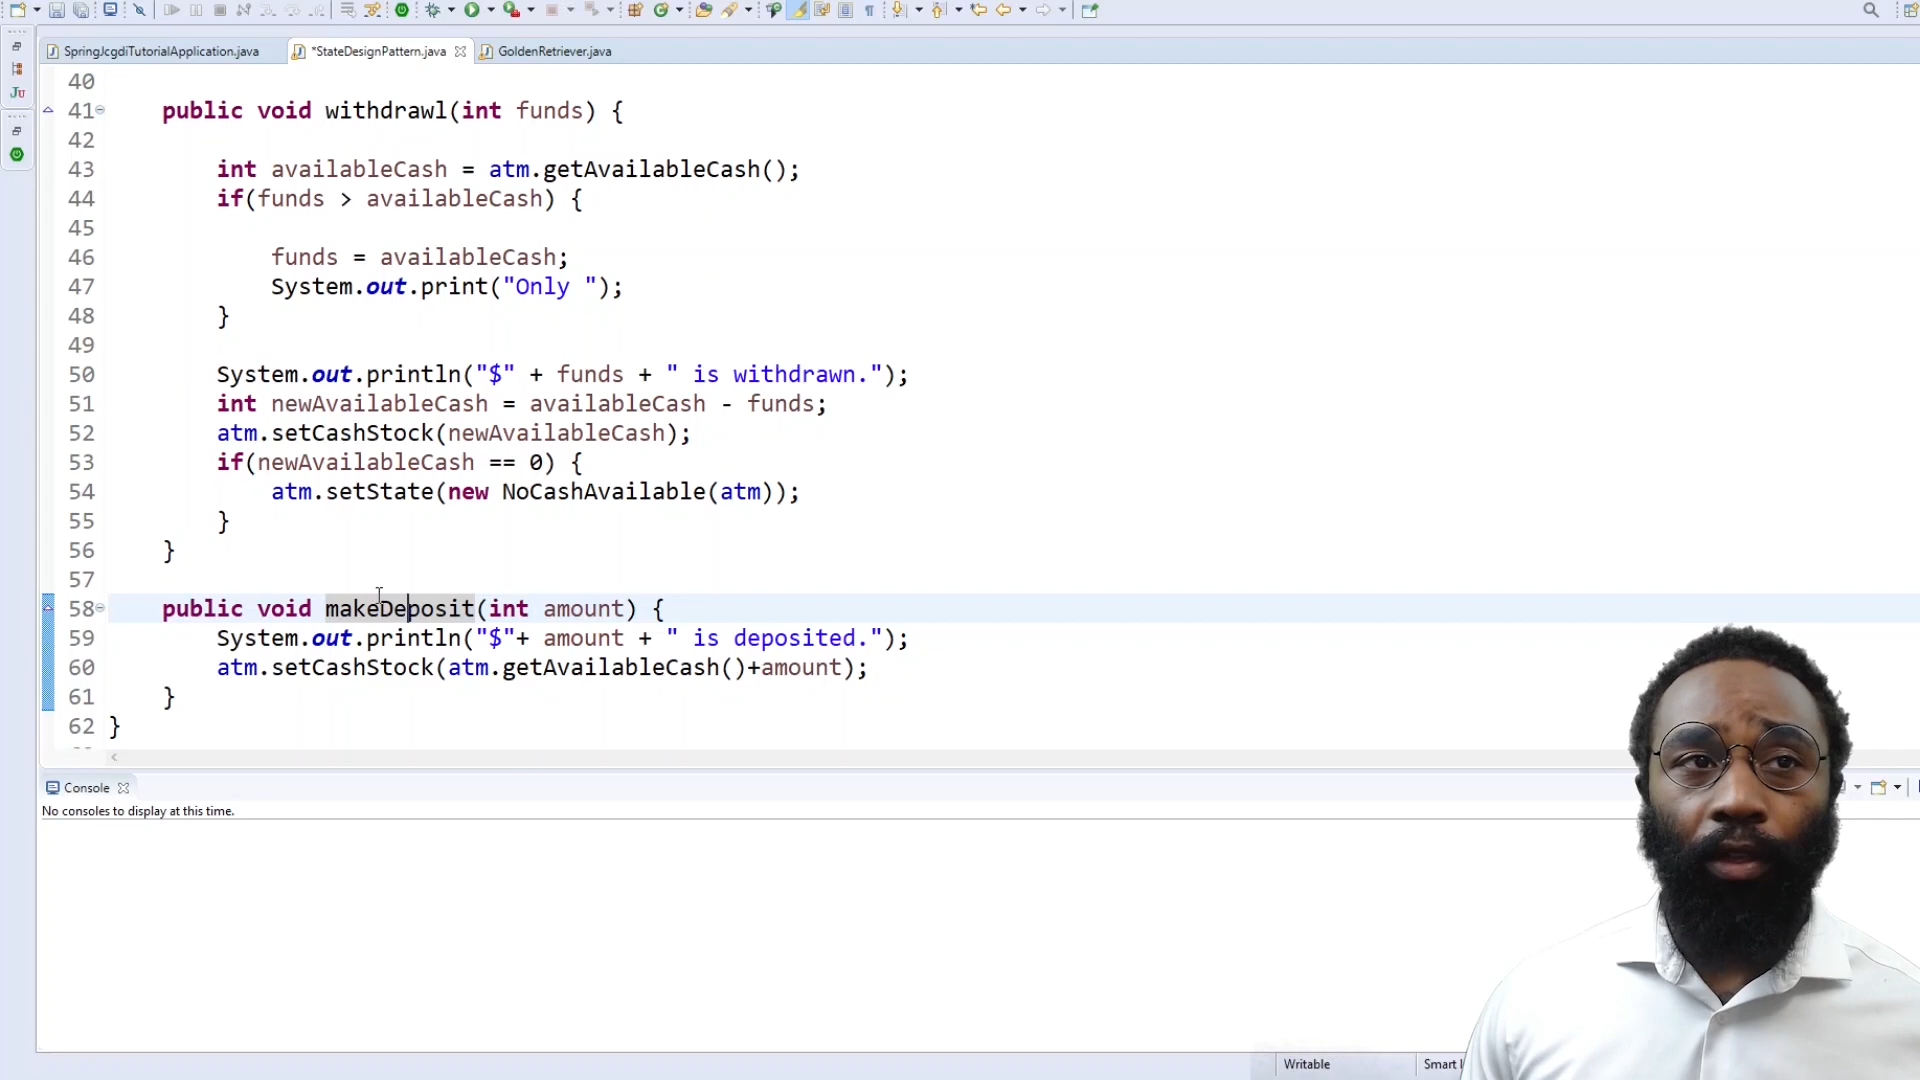 SpringJcgdiTutorialApplication.java
*StateDesignPattern.java
GoldenRetriever.java
40
41 public void withdrawl(int funds) {
42
43 int availableCash = atm.getAvailableCash();
44 if(funds > availableCash) {
45
46 funds = availableCash;
47 System.out.print("Only ");
48 }
49
50 System.out.println("$" + funds + " is withdrawn.");
51 int newAvailableCash = availableCash - funds;
52 atm.setCashStock(newAvailableCash);
53 if(newAvailableCash == 0) {
54 atm.setState(new NoCashAvailable(atm));
55 }
56 }
57
58 public void makeDeposit(int amount) {
59 System.out.println("$"+ amount + " is deposited.");
60 atm.setCashStock(atm.getAvailableCash()+amount);
61 }
62 }
Ju
Console
No consoles to display at this time.
Writable
Smart